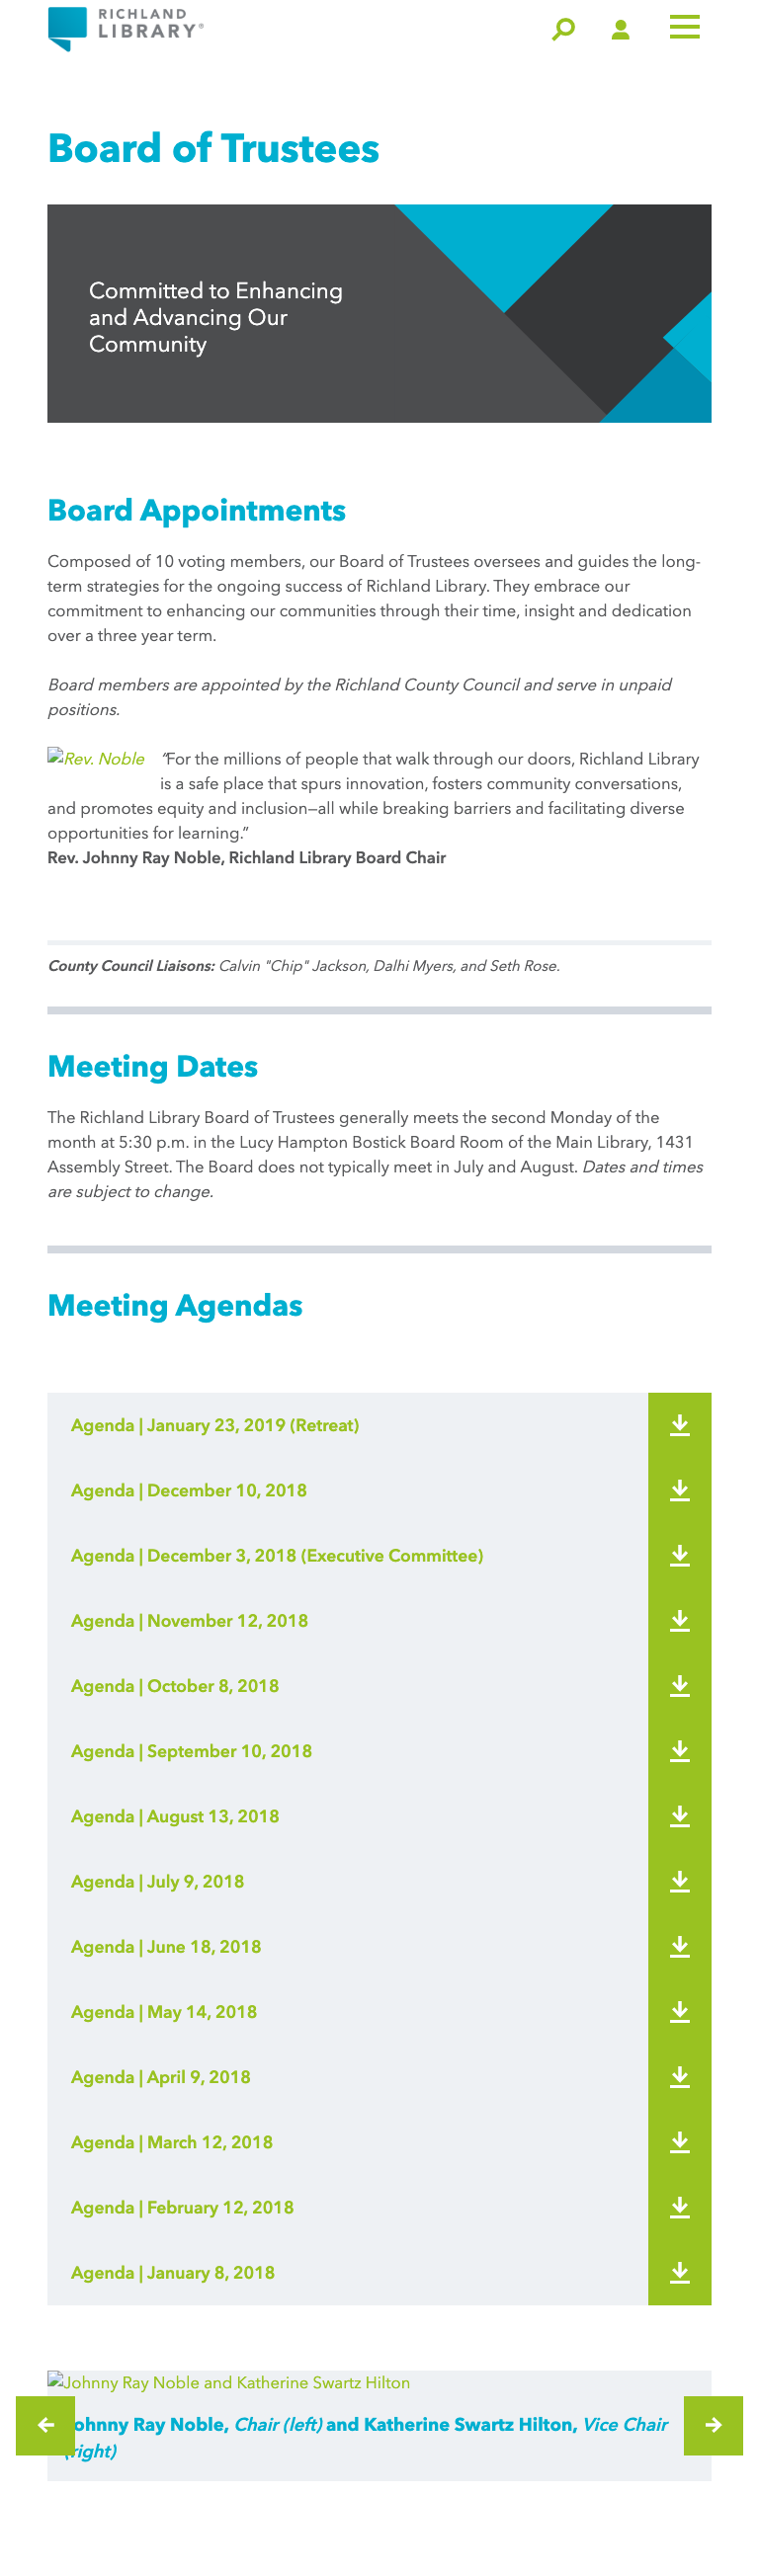 RICHLAND
LIBRARY®
Board of Trustees
Committed to Enhancing
and Advancing Our
Community
Board Appointments
Composed of 10 voting members, our Board of Trustees oversees and guides the long-
term strategies for the ongoing success of Richland Library. They embrace our
commitment to enhancing our communities through their time, insight and dedication
over a three year term.
Board members are appointed by the Richland County Council and serve in unpaid
positions.
Rev. Noble “For the millions of people that walk through our doors, Richland Library
is a safe place that spurs innovation, fosters community conversations,
and promotes equity and inclusion—all while breaking barriers and facilitating diverse
opportunities for learning.”
Rev. Johnny Ray Noble, Richland Library Board Chair
County Council Liaisons: Calvin "Chip" Jackson, Dalhi Myers, and Seth Rose.
Meeting Dates
The Richland Library Board of Trustees generally meets the second Monday of the
month at 5:30 p.m. in the Lucy Hampton Bostick Board Room of the Main Library, 1431
Assembly Street. The Board does not typically meet in July and August. Dates and times
are subject to change.
Meeting Agendas
Agenda | January 23, 2019 (Retreat)
Agenda | December 10, 2018
Agenda | December 3, 2018 (Executive Committee)
Agenda | November 12, 2018
Agenda | October 8, 2018
Agenda | September 10, 2018
Agenda | August 13, 2018
Agenda | July 9, 2018
Agenda | June 18, 2018
Agenda | May 14, 2018
Agenda | April 9, 2018
Agenda | March 12, 2018
Agenda | February 12, 2018
Agenda | January 8, 2018
Johnny Ray Noble and Katherine Swartz Hilton
Johnny Ray Noble, Chair (left) and Katherine Swartz Hilton, Vice Chair
(right)